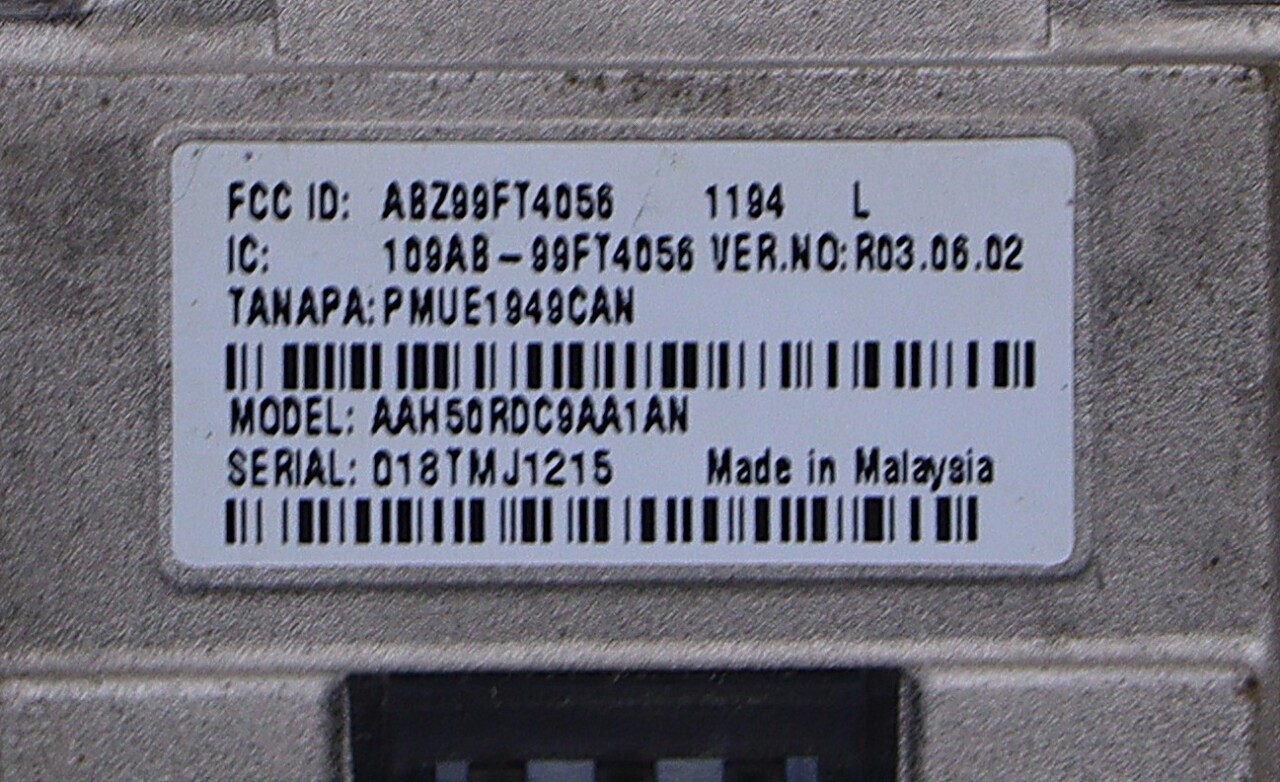 FCC ID: ABZ99FT4056 1194 L
IC: 109AB-99FT4056 VER.NO: R03.06.02
TANAPA: PMUE1949CAN
MODEL: AAH50RDC9AA1AN
SERIAL: 018TMJ1215 Made in Malaysia